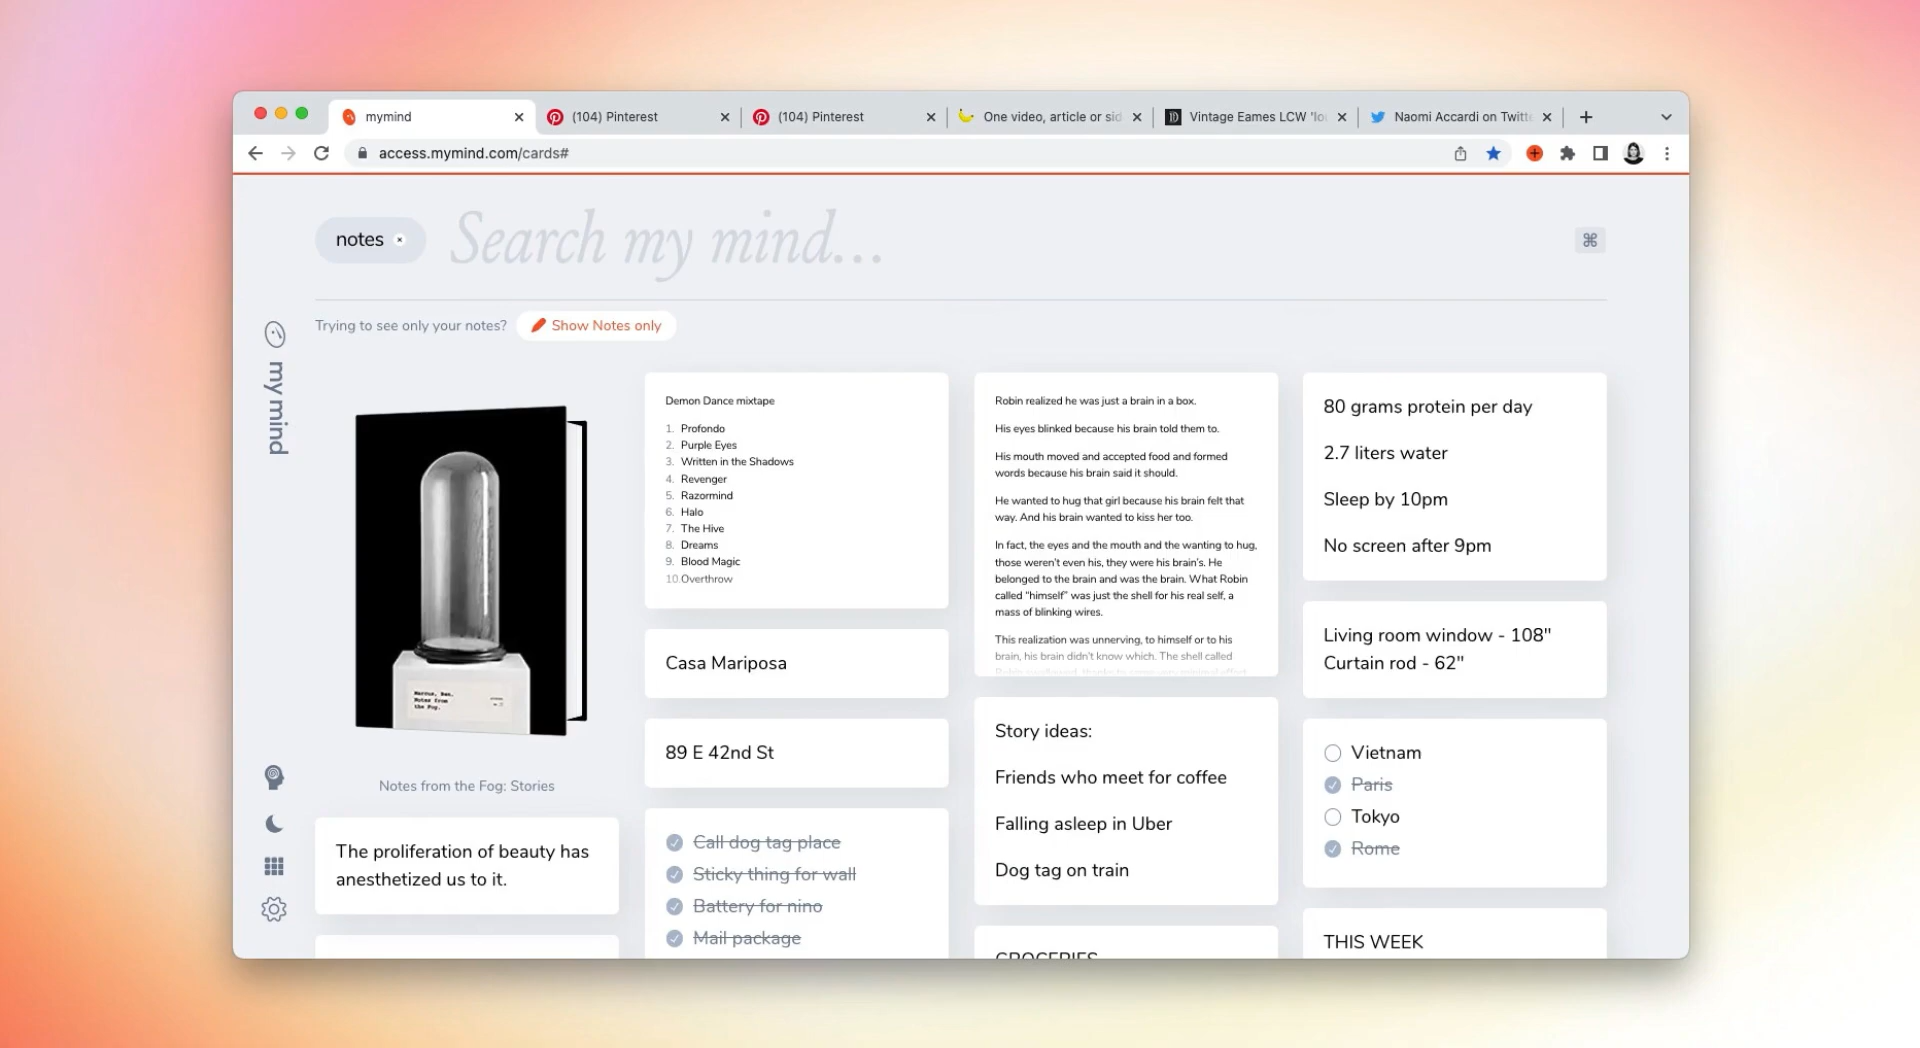 mymind
(104) Pinterest
(104) Pinterest
One video, article or sid
Vintage Eames LCW 'lo
Naomi Accardi on Twitt
access.mymind.com/cards#
notes
Search my mind...
Trying to see only your notes?
Show Notes only
my mind
Marcus, Ben.
Notes from
the Fog.
Notes from the Fog: Stories
The proliferation of beauty has
anesthetized us to it.
Demon Dance mixtape
1. Profondo
2. Purple Eyes
3. Written in the Shadows
4. Revenger
5. Razormind
6. Halo
7. The Hive
8. Dreams
9. Blood Magic
10. Overthrow
Casa Mariposa
89 E 42nd St
Call dog tag place
Sticky thing for wall
Battery for nino
Mail package
Robin realized he was just a brain in a box.
His eyes blinked because his brain told them to.
His mouth moved and accepted food and formed
words because his brain said it should.
He wanted to hug that girl because his brain felt that
way. And his brain wanted to kiss her too.
In fact, the eyes and the mouth and the wanting to hug,
those weren't even his, they were his brain's. He
belonged to the brain and was the brain. What Robin
called “himself” was just the shell for his real self, a
mass of blinking wires.
This realization was unnerving, to himself or to his
brain, his brain didn't know which. The shell called
Story ideas:
Friends who meet for coffee
Falling asleep in Uber
Dog tag on train
GROCERIES
80 grams protein per day
2.7 liters water
Sleep by 10pm
No screen after 9pm
Living room window - 108"
Curtain rod - 62"
Vietnam
Paris
Tokyo
Rome
THIS WEEK